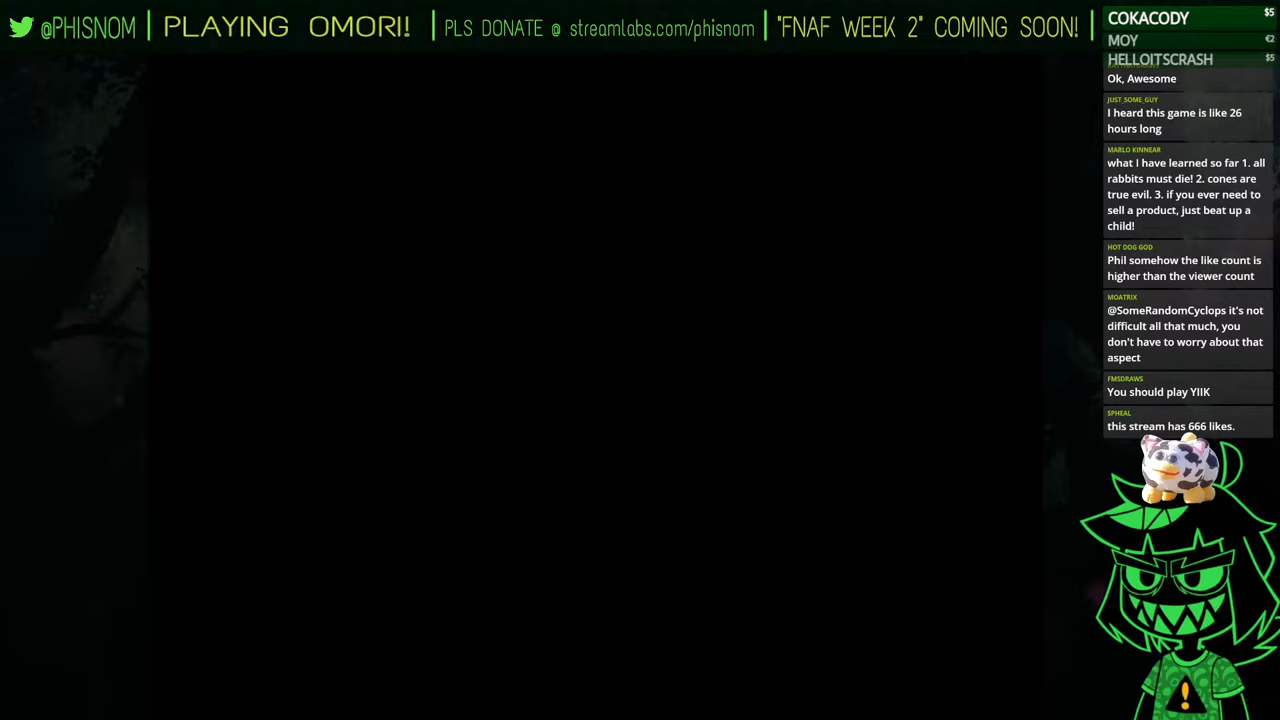 @PHISNOM | PLAYING OMORI! | PLS DONATE @ streamlabs.com/phisnom | "FNAF WEEK 2" COMING SOON! |
COKACODY $5
MOY €2
HELLOITSCRASH $5
Ok, Awesome
JUST_SOME_GUY
I heard this game is like 26
hours long
MARLO KINNEAR
what I have learned so far 1. all
rabbits must die! 2. cones are
true evil. 3. if you ever need to
sell a product, just beat up a
child!
HOT DOG GOD
Phil somehow the like count is
higher than the viewer count
MOATRIX
@SomeRandomCyclops it's not
difficult all that much, you
don't have to worry about that
aspect
FMSDRAWS
You should play YIIK
SPHEAL
this stream has 666 likes.
!